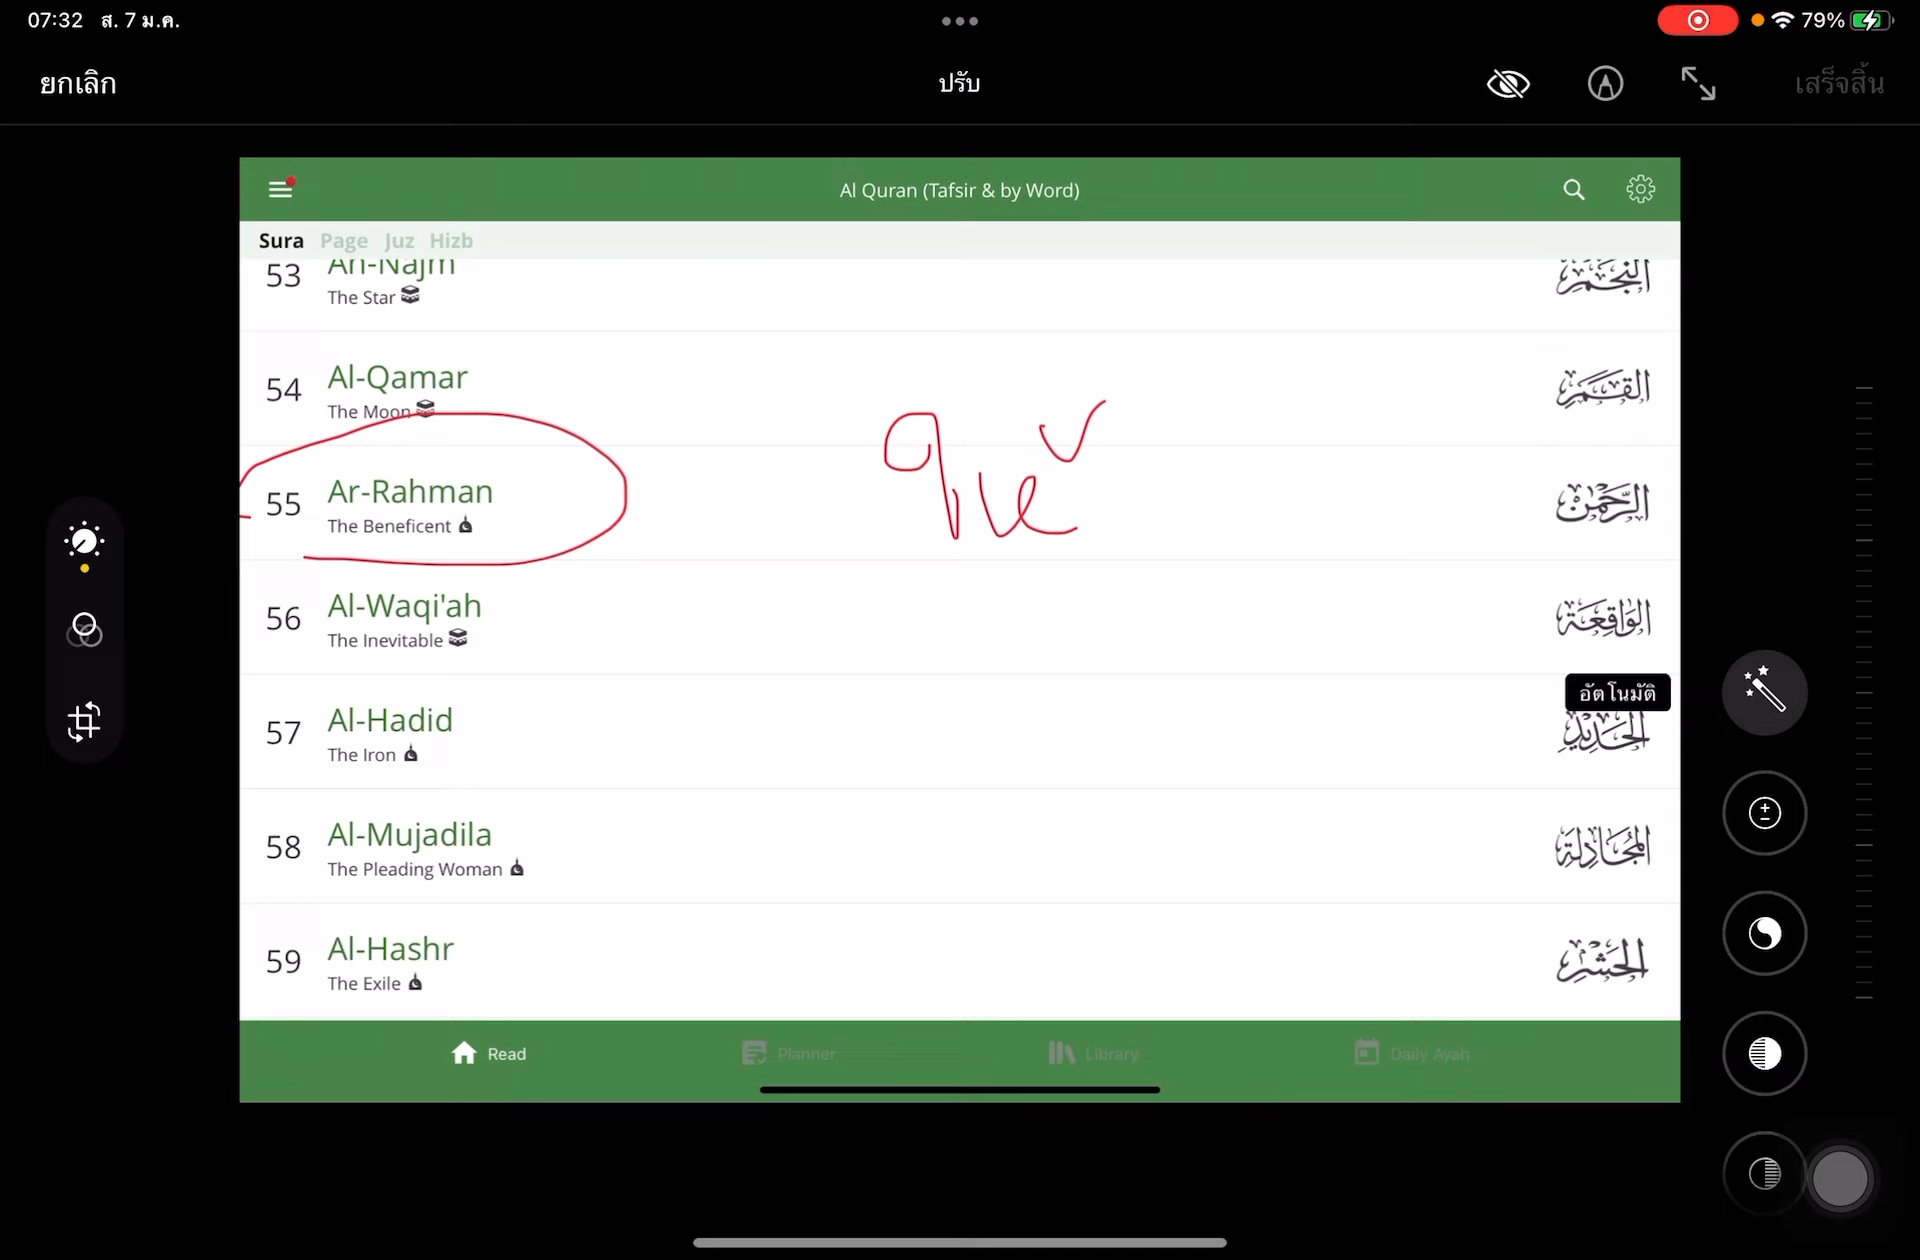 07:32 ส. 7 ม.ค.
79%
ยกเลิก
ปรับ
เสร็จสิ้น
Al Quran (Tafsir & by Word)
Sura Page Juz Hizb
53 An-Najm النجم
The Star
54 Al-Qamar القمر
The Moon
55 Ar-Rahman الرحمن
The Beneficent
56 Al-Waqi'ah الواقعة
The Inevitable
อัตโนมัติ
57 Al-Hadid الحديد
The Iron
58 Al-Mujadila المجادلة
The Pleading Woman
59 Al-Hashr الحشر
The Exile
Read Planner Library Daily Ayah